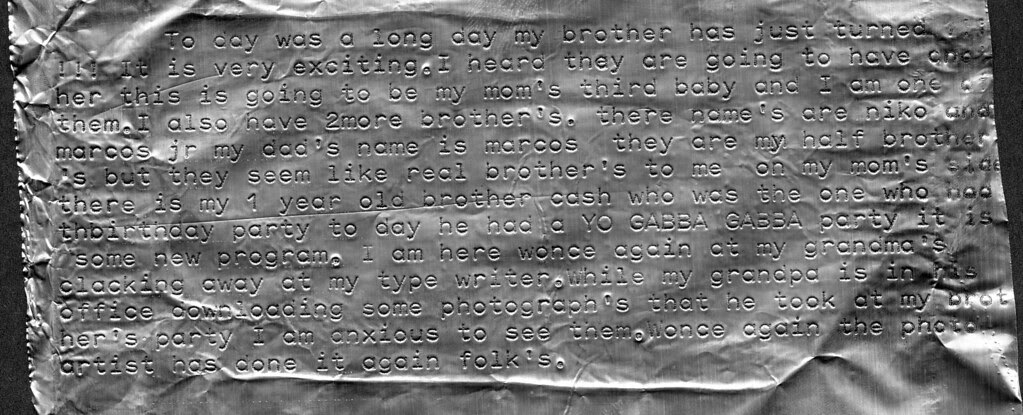 To day was a long day my brother has just turned
!!! It is very exciting.I heard they are going to have
her this is going to be my mom's third baby and I am one
them.I also have 2more brother's. there name's are niko and
marcos jr my dad's name is marcos they are my half brother
's but they seem like real brother's to me on my mom's side
there is my 1 year old brother cash who was the one who had
thbirthday party to day he had a YO GABBA GABBA party it is
some new program. I am here wonce again at my grandma's
clacking away at my type writer.While my grandpa is in his
office downloading some photograph's that he took at my brot
her's party I am anxious to see them.Wonce again the
artist has done it again folk's.